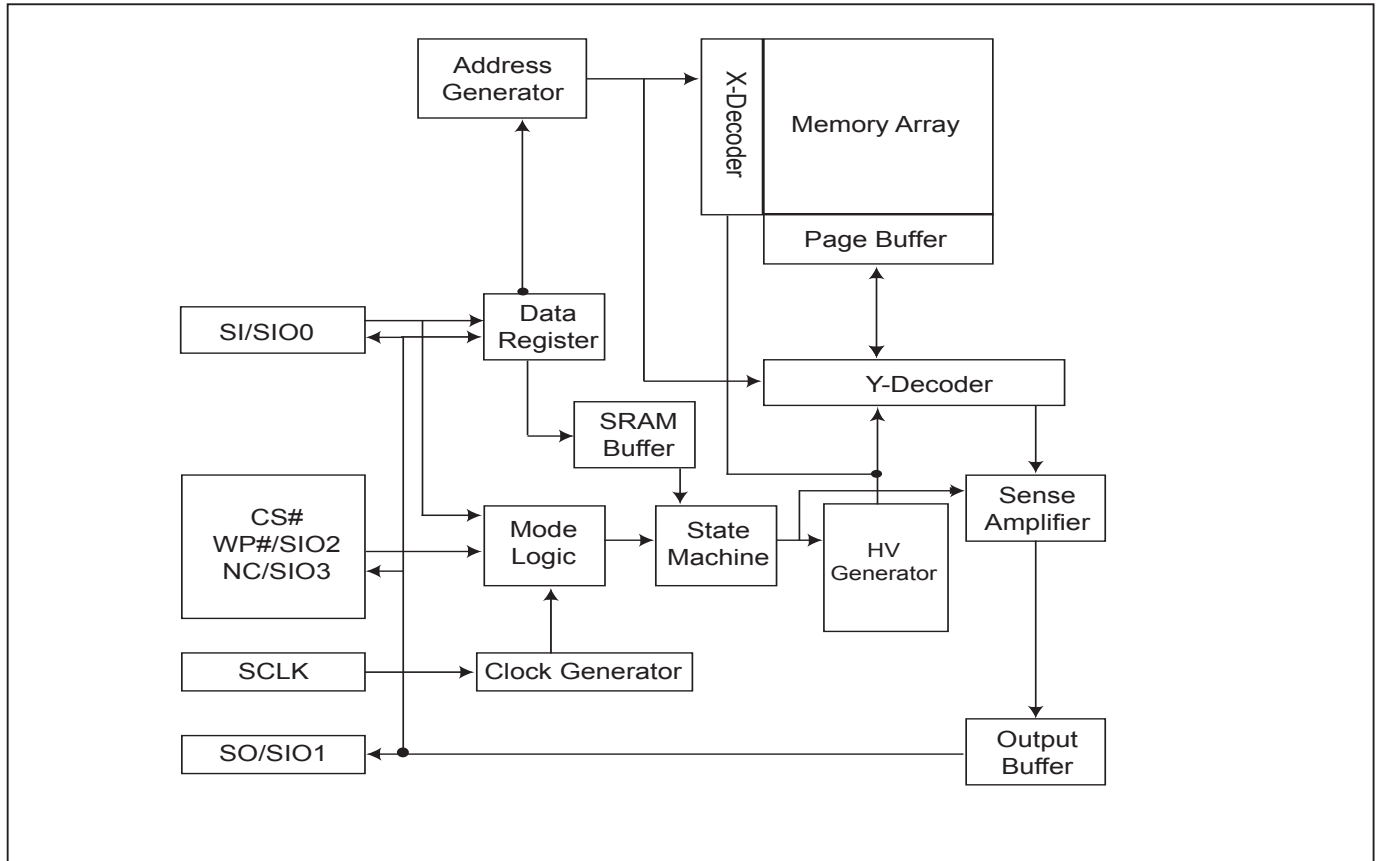 Address
Generator
X-Decoder
Memory Array
Page Buffer
SI/SIO0
Data
Register
Y-Decoder
SRAM
Buffer
CS#
WP#/SIO2
NC/SIO3
Mode
Logic
State
Machine
HV
Generator
Sense
Amplifier
SCLK
Clock Generator
SO/SIO1
Output
Buffer